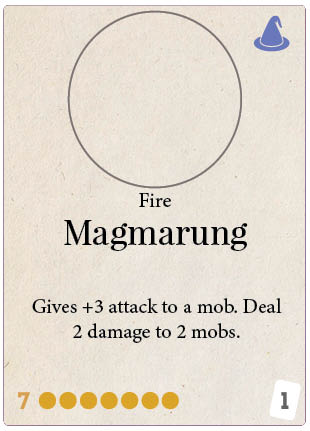 Fire
Magmarung
Gives +3 attack to a mob. Deal
2 damage to 2 mobs.
7
1